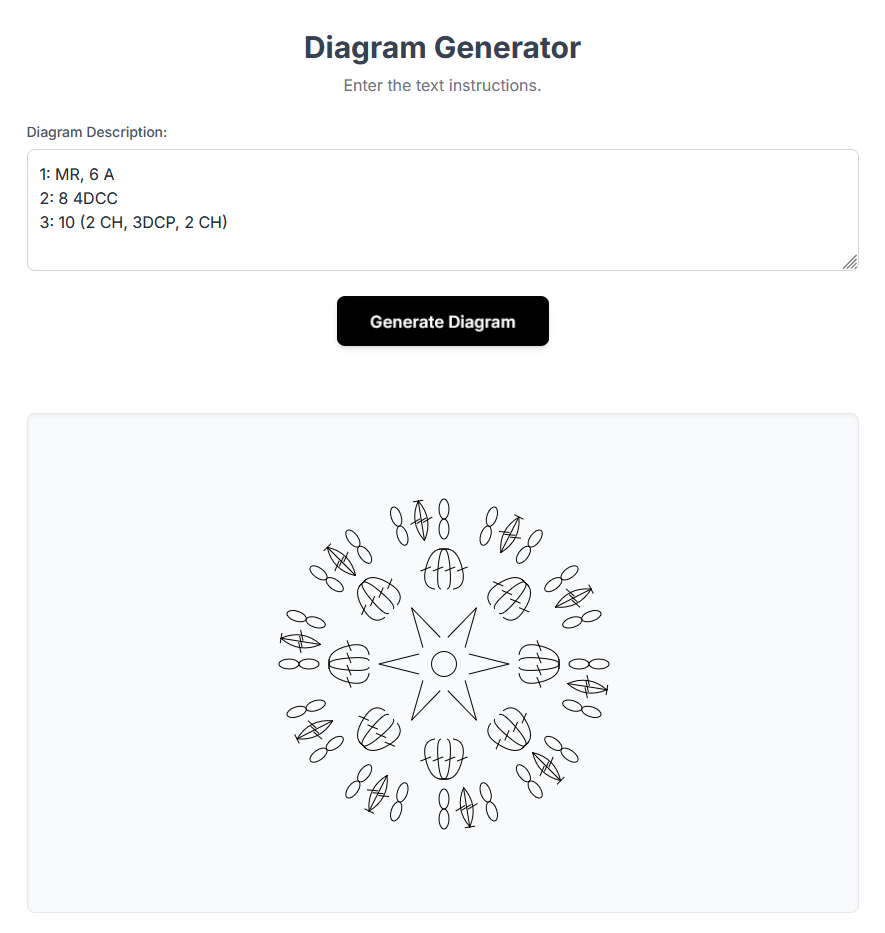 Diagram Generator
Enter the text instructions.
Diagram Description:
1: MR, 6 A
2: 8 4DCC
3: 10 (2 CH, 3DCP, 2 CH)
Generate Diagram